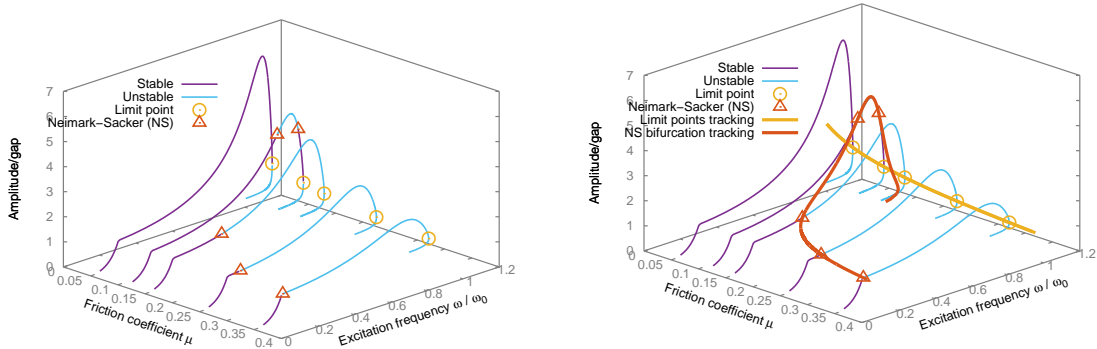 7
6
5
4
3
2
1
0
Amplitude/gap
Stable
Unstable
Limit point
Neimark-Sacker (NS)
0.05
0.1
0.15
0.2
0.25
0.3
0.35
0.4
Friction coefficient μ
0
0.2
0.4
0.6
0.8
1
1.2
Excitation frequency ω / ω₀
7
6
5
4
3
2
1
0
Amplitude/gap
Stable
Unstable
Limit point
Neimark-Sacker (NS)
Limit points tracking
NS bifurcation tracking
0.05
0.1
0.15
0.2
0.25
0.3
0.35
0.4
Friction coefficient μ
0
0.2
0.4
0.6
0.8
1
1.2
Excitation frequency ω / ω₀